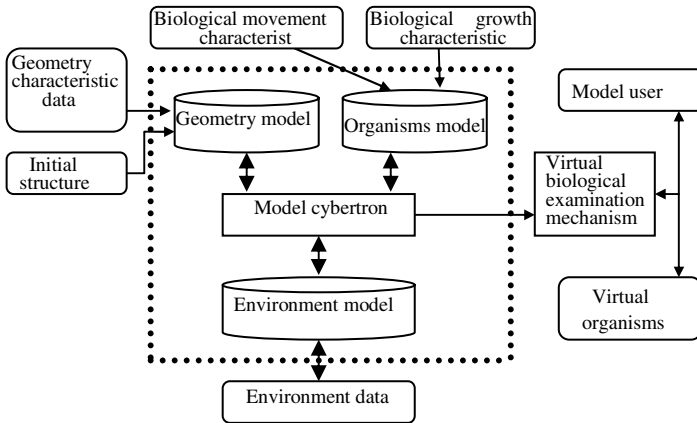 Biological movement
characterist
Biological growth
characteristic
Geometry
characteristic
data
Geometry model
Organisms model
Model user
Initial
structure
Virtual
biological
examination
mechanism
Model cybertron
Environment model
Virtual
organisms
Environment data